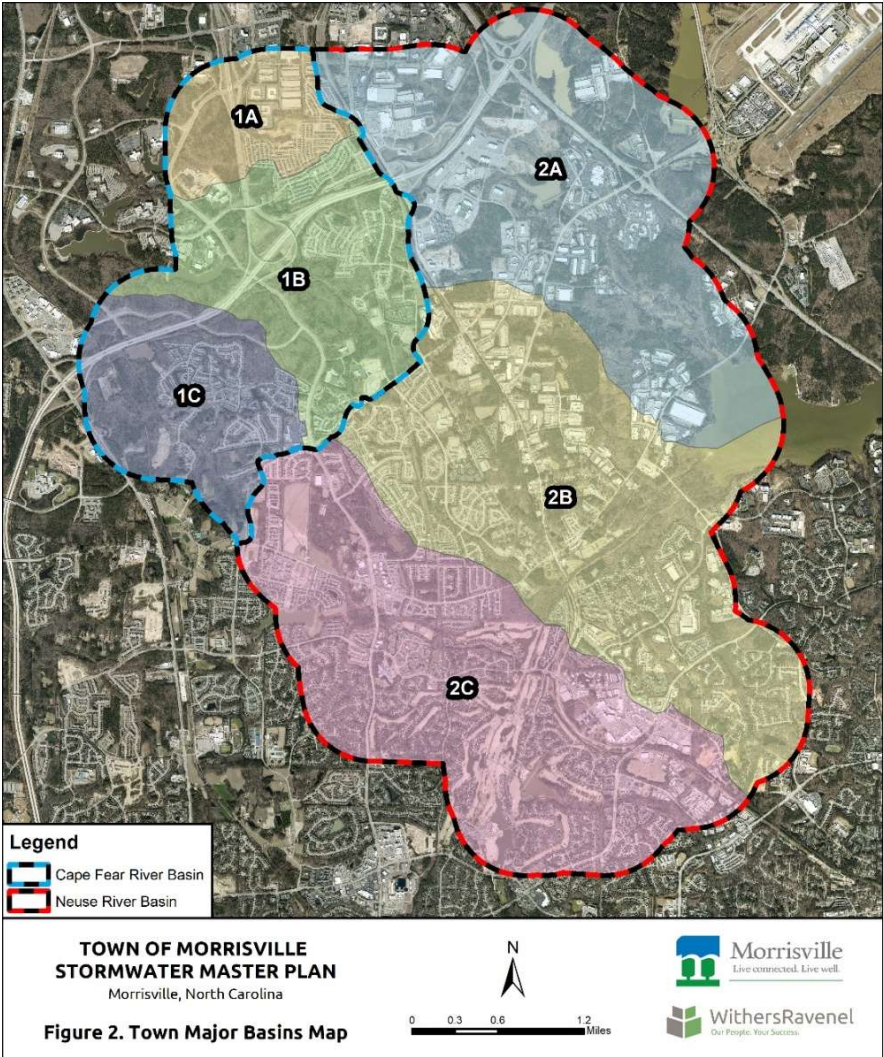 1A
2A
1B
1C
2B
2C
Legend
Cape Fear River Basin
Neuse River Basin
TOWN OF MORRISVILLE
STORMWATER MASTER PLAN
Morrisville, North Carolina
Figure 2. Town Major Basins Map
N
0 0.3 0.6 1.2
Miles
Morrisville
Live connected. Live well.
WithersRavenel
Our People. Your Success.